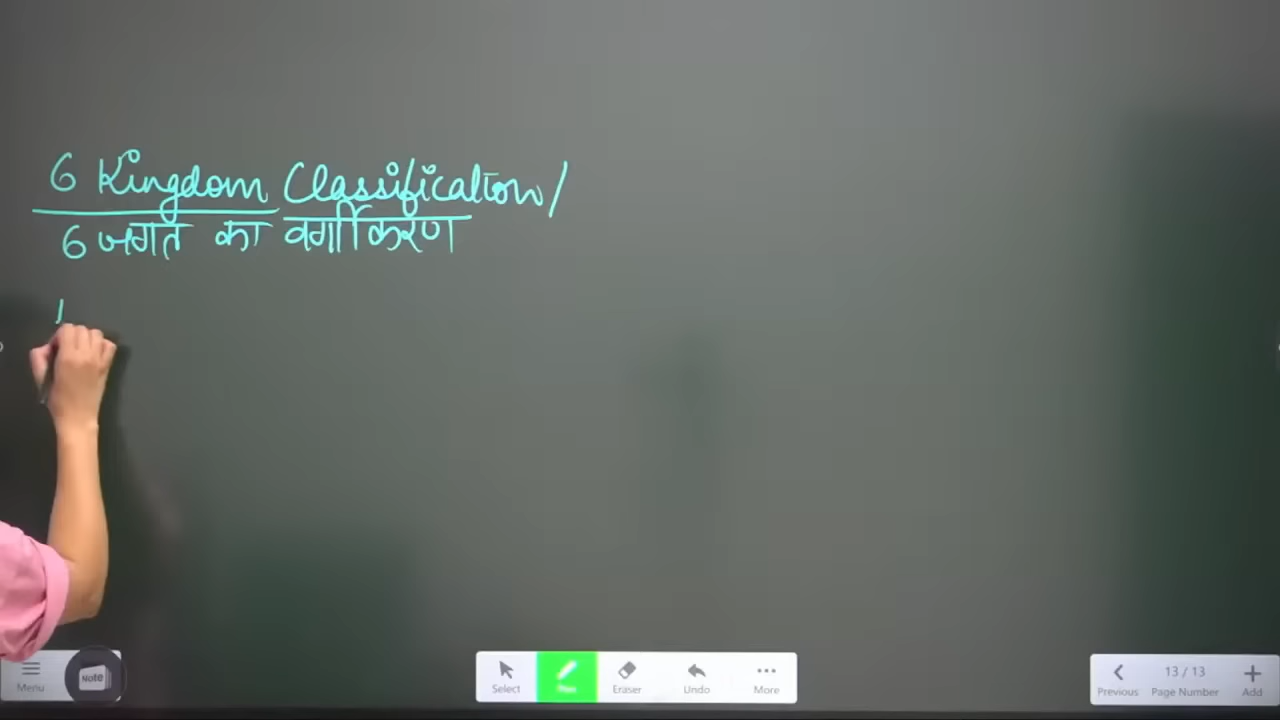 6 Kingdom Classification/
6 जगत का वर्गीकरण
Menu
Note
Select
Pen
Eraser
Undo
More
Previous
13 / 13
Page Number
Add